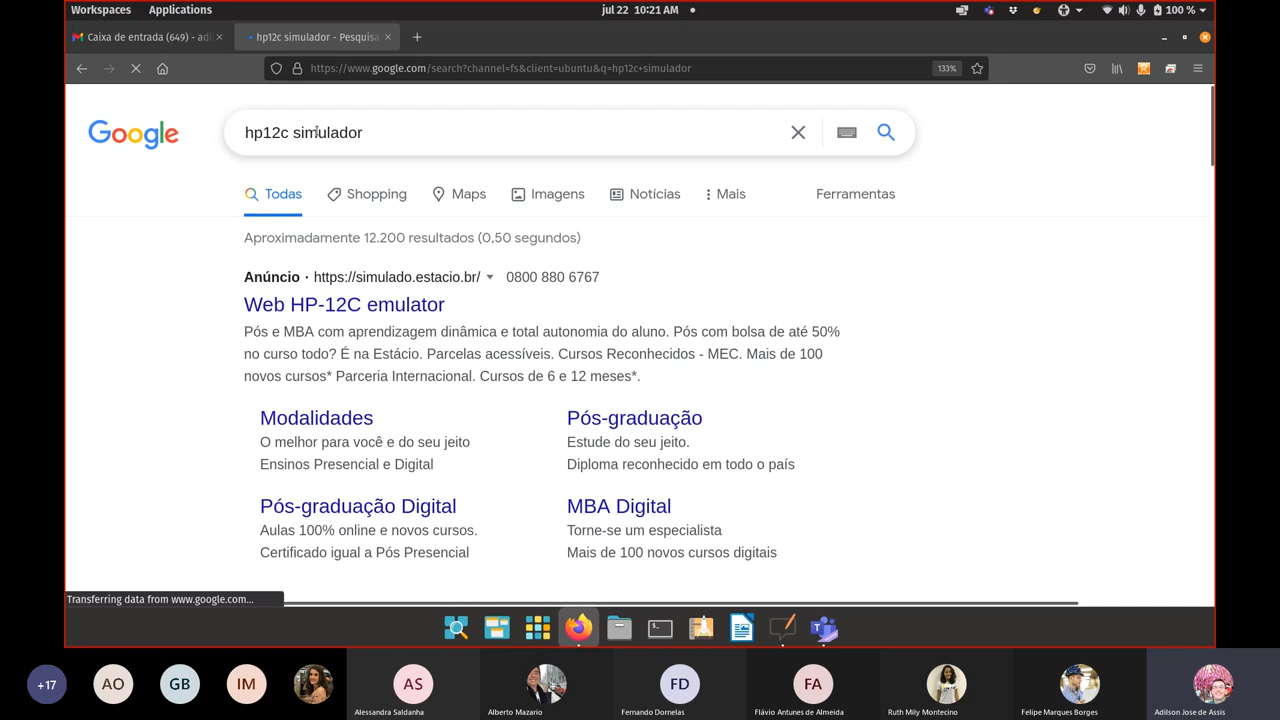 Workspaces Applications jul 22 10:21 AM 100 %
Caixa de entrada (649) - adi hp12c simulador - Pesquisa
https://www.google.com/search?channel=fs&client=ubuntu&q=hp12c+simulador 133%
Google hp12c simulador
Todas Shopping Maps Imagens Notícias Mais Ferramentas
Aproximadamente 12.200 resultados (0,50 segundos)
Anúncio · https://simulado.estacio.br/ 0800 880 6767
Web HP-12C emulator
Pós e MBA com aprendizagem dinâmica e total autonomia do aluno. Pós com bolsa de até 50%
no curso todo? É na Estácio. Parcelas acessíveis. Cursos Reconhecidos - MEC. Mais de 100
novos cursos* Parceria Internacional. Cursos de 6 e 12 meses*.
Modalidades
O melhor para você e do seu jeito
Ensinos Presencial e Digital
Pós-graduação
Estude do seu jeito.
Diploma reconhecido em todo o país
Pós-graduação Digital
Aulas 100% online e novos cursos.
Certificado igual a Pós Presencial
MBA Digital
Torne-se um especialista
Mais de 100 novos cursos digitais
Transferring data from www.google.com...
+17 AO GB IM AS FD FA
Alessandra Saldanha Alberto Mazario Fernando Dornelas Flávio Antunes de Almeida Ruth Mily Montecino Felipe Marques Borges Adilson Jose de Assis